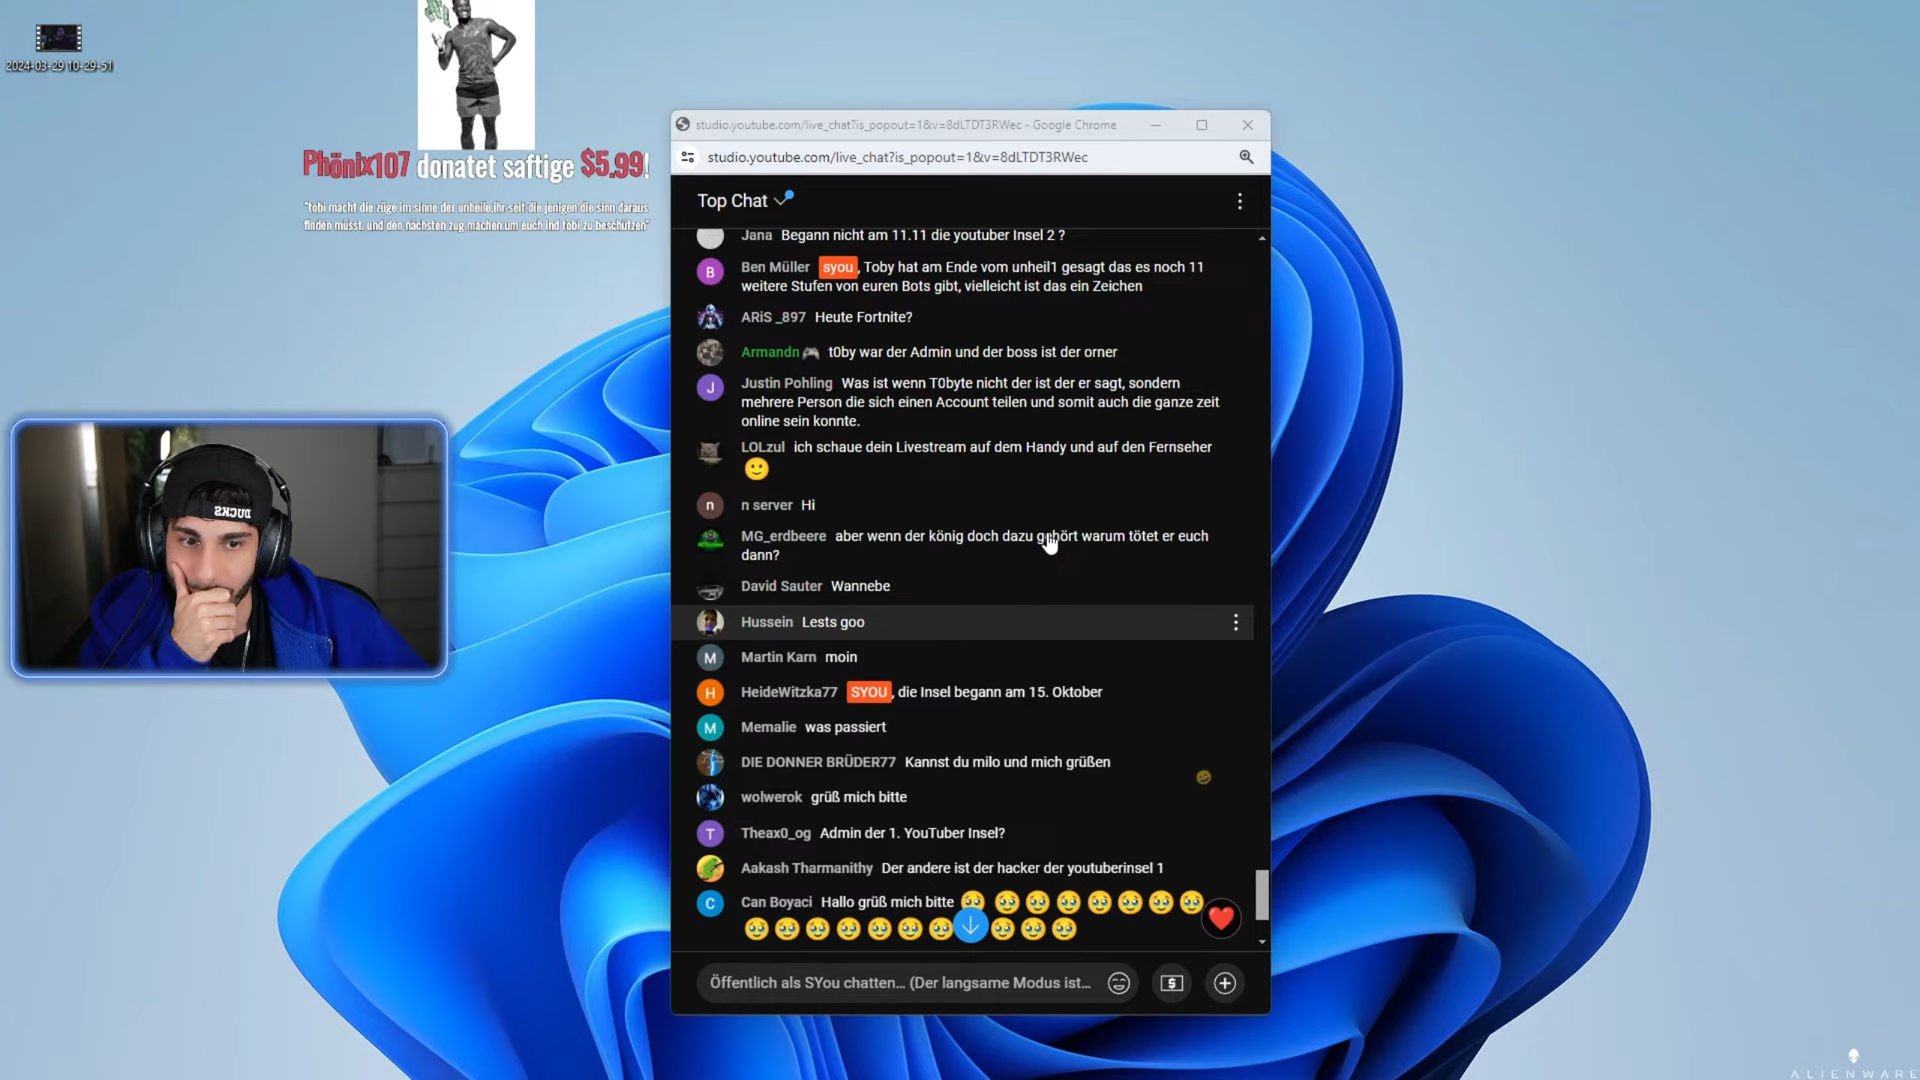 2024-03-29 10-29-51
Phönix107 donatet saftige $5.99!
"tobi macht die züge im sinne der unheile,ihr seit die jenigen die sinn daraus
finden müsst. und den nächsten zug machen.um euch ind tobi zu beschützen"
DUCKS
studio.youtube.com/live_chat?is_popout=1&v=8dLTDT3RWec - Google Chrome
studio.youtube.com/live_chat?is_popout=1&v=8dLTDT3RWec
Top Chat
Jana Begann nicht am 11.11 die youtuber Insel 2 ?
B Ben Müller syou, Toby hat am Ende vom unheil1 gesagt das es noch 11
weitere Stufen von euren Bots gibt, vielleicht ist das ein Zeichen
ARiS _897 Heute Fortnite?
Armandn t0by war der Admin und der boss ist der orner
J Justin Pohling Was ist wenn T0byte nicht der ist der er sagt, sondern
mehrere Person die sich einen Account teilen und somit auch die ganze zeit
online sein konnte.
LOLzul ich schaue dein Livestream auf dem Handy und auf den Fernseher
n n server Hi
MG_erdbeere aber wenn der könig doch dazu gehört warum tötet er euch
dann?
David Sauter Wannebe
Hussein Lests goo
M Martin Karn moin
H HeideWitzka77 SYOU, die Insel begann am 15. Oktober
M Memalie was passiert
DIE DONNER BRÜDER77 Kannst du milo und mich grüßen
wolwerok grüß mich bitte
T Theax0_og Admin der 1. YouTuber Insel?
Aakash Tharmanithy Der andere ist der hacker der youtuberinsel 1
C Can Boyaci Hallo grüß mich bitte
Öffentlich als SYou chatten... (Der langsame Modus ist...
ALIENWARE